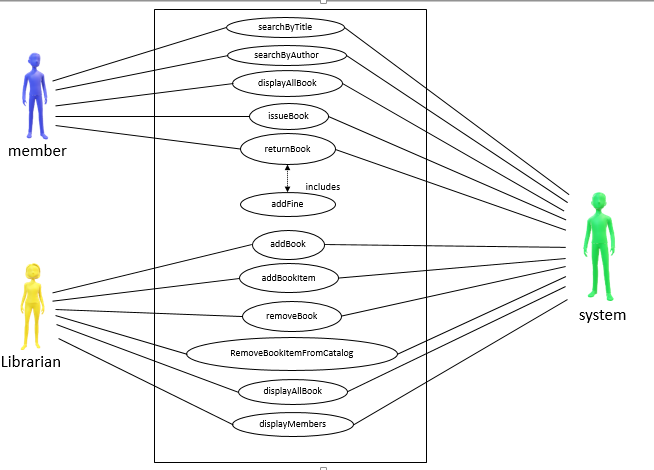 searchByTitle
searchByAuthor
displayAllBook
issueBook
member
returnBook
includes
addFine
addBook
addBookItem
removeBook
system
RemoveBookItemFromCatalog
Librarian
displayAllBook
displayMembers